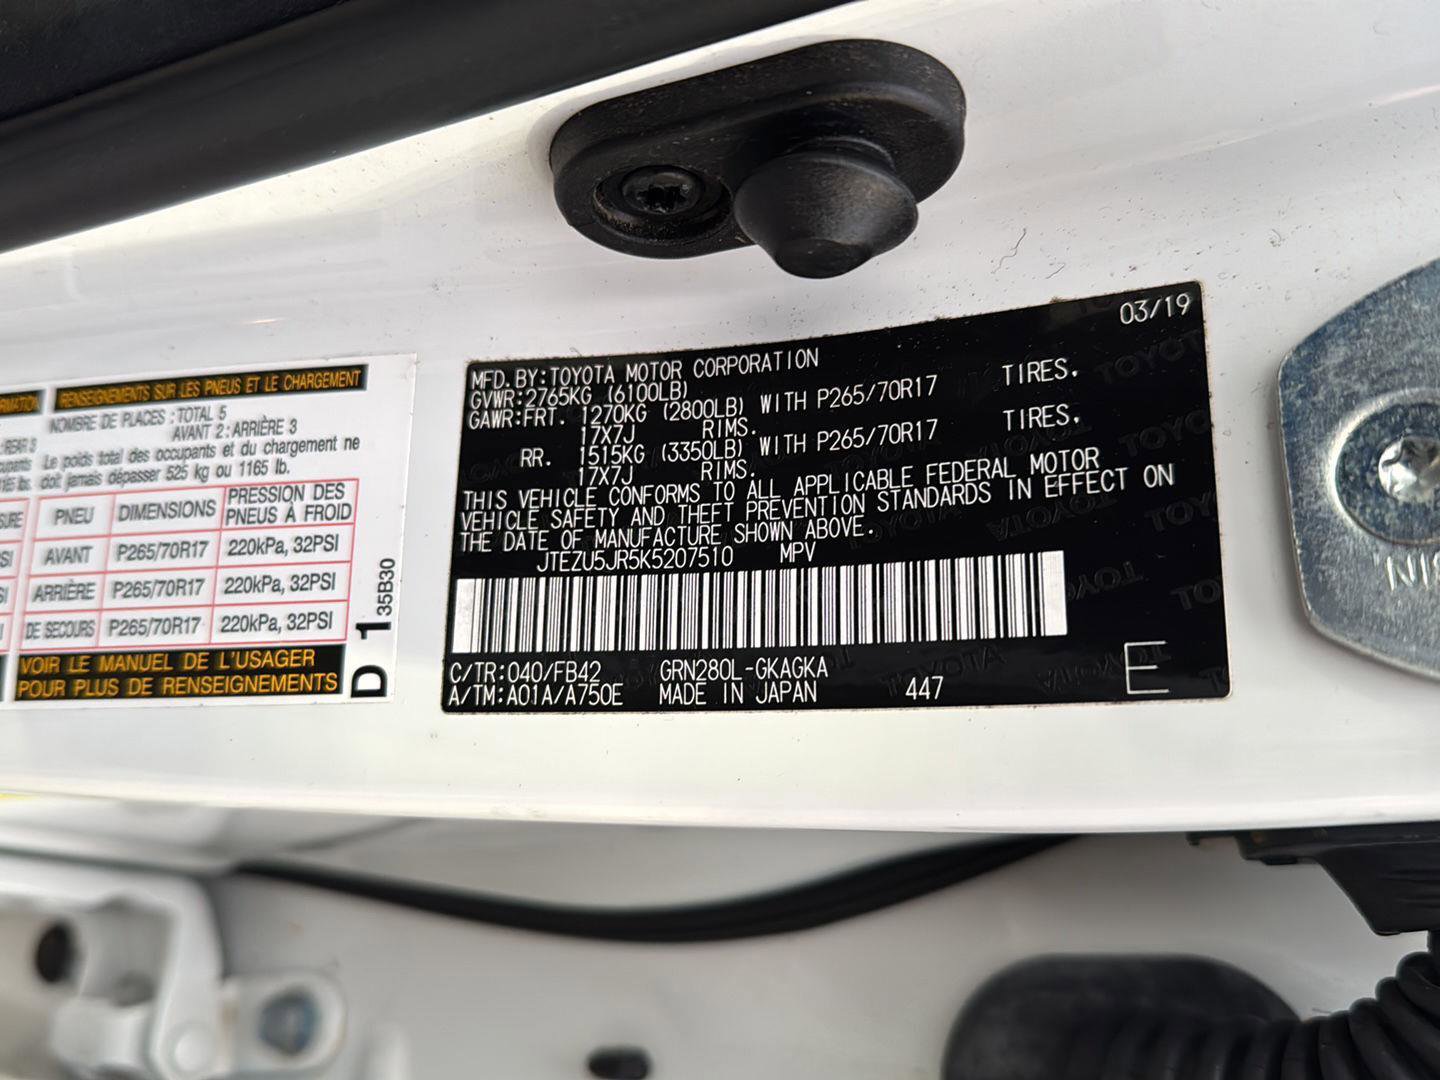 RENSEIGNEMENTS SUR LES PNEUS ET LE CHARGEMENT
NOMBRE DE PLACES : TOTAL 5
AVANT 2 : ARRIÈRE 3
Le poids total des occupants et du chargement ne
doit jamais dépasser 525 kg ou 1165 lb.
PNEU DIMENSIONS PRESSION DES PNEUS À FROID
AVANT P265/70R17 220kPa, 32PSI
ARRIÈRE P265/70R17 220kPa, 32PSI
DE SECOURS P265/70R17 220kPa, 32PSI
VOIR LE MANUEL DE L'USAGER
POUR PLUS DE RENSEIGNEMENTS
D 1 35B30
03/19
MFD.BY:TOYOTA MOTOR CORPORATION
GVWR:2765KG (6100LB)
GAWR:FRT. 1270KG (2800LB) WITH P265/70R17 TIRES.
17X7J RIMS.
RR. 1515KG (3350LB) WITH P265/70R17 TIRES.
17X7J RIMS.
THIS VEHICLE CONFORMS TO ALL APPLICABLE FEDERAL MOTOR
VEHICLE SAFETY AND THEFT PREVENTION STANDARDS IN EFFECT ON
THE DATE OF MANUFACTURE SHOWN ABOVE.
JTEZU5JR5K5207510 MPV
C/TR:040/FB42 GRN280L-GKAGKA
A/TM:A01A/A750E MADE IN JAPAN 447 E